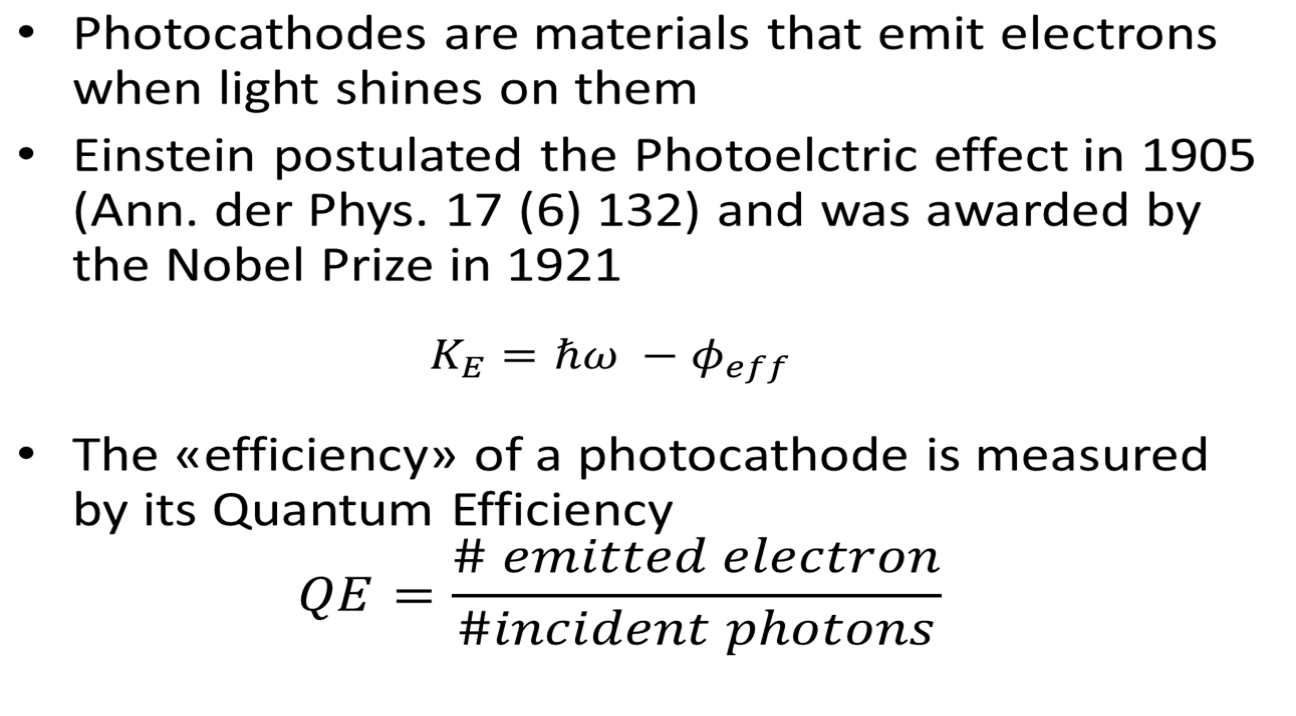 • Photocathodes are materials that emit electrons
when light shines on them
• Einstein postulated the Photoelctric effect in 1905
(Ann. der Phys. 17 (6) 132) and was awarded by
the Nobel Prize in 1921
K_E = ℏω − ϕ_eff
• The «efficiency» of a photocathode is measured
by its Quantum Efficiency
# emitted electron
QE =
#incident photons